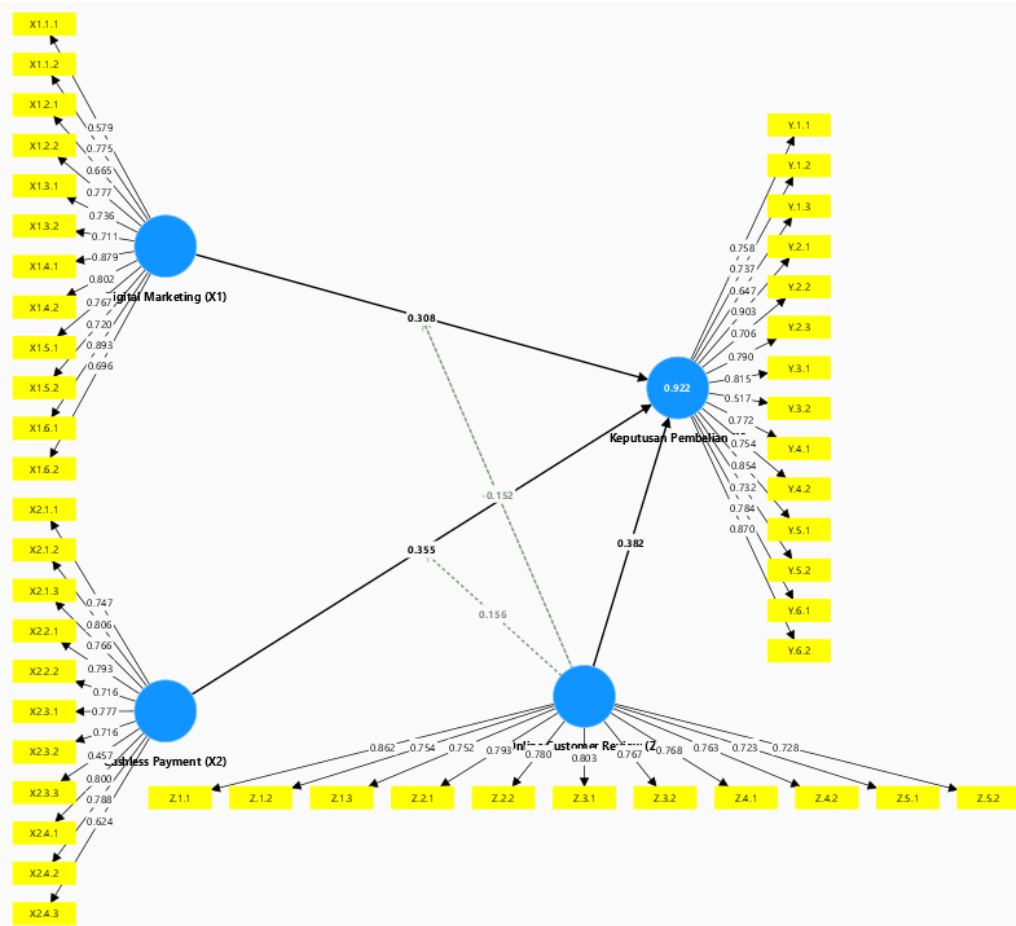 X1.1.1
X1.1.2
X1.2.1
X1.2.2
X1.3.1
X1.3.2
X1.4.1
X1.4.2
X1.5.1
X1.5.2
X1.6.1
X1.6.2
0.579
0.775
0.665
0.777
0.736
0.711
0.879
0.802
0.767
0.720
0.893
0.696
igital Marketing (X1)
0.308
-0.152
0.355
0.156
0.382
0.922
Keputusan Pembelian
Y.1.1
Y.1.2
Y.1.3
Y.2.1
Y.2.2
Y.2.3
Y.3.1
Y.3.2
Y.4.1
Y.4.2
Y.5.1
Y.5.2
Y.6.1
Y.6.2
0.758
0.737
0.647
0.903
0.706
0.790
0.815
0.517
0.772
0.754
0.854
0.732
0.784
0.870
X2.1.1
X2.1.2
X2.1.3
X2.2.1
X2.2.2
X2.3.1
X2.3.2
X2.3.3
X2.4.1
X2.4.2
X2.4.3
0.747
0.806
0.766
0.793
0.716
0.777
0.716
0.457
0.800
0.788
0.624
ashless Payment (X2)
Online Customer Review (Z
0.862
0.754
0.752
0.793
0.780
0.803
0.767
0.768
0.763
0.723
0.728
Z.1.1
Z.1.2
Z.1.3
Z.2.1
Z.2.2
Z.3.1
Z.3.2
Z.4.1
Z.4.2
Z.5.1
Z.5.2